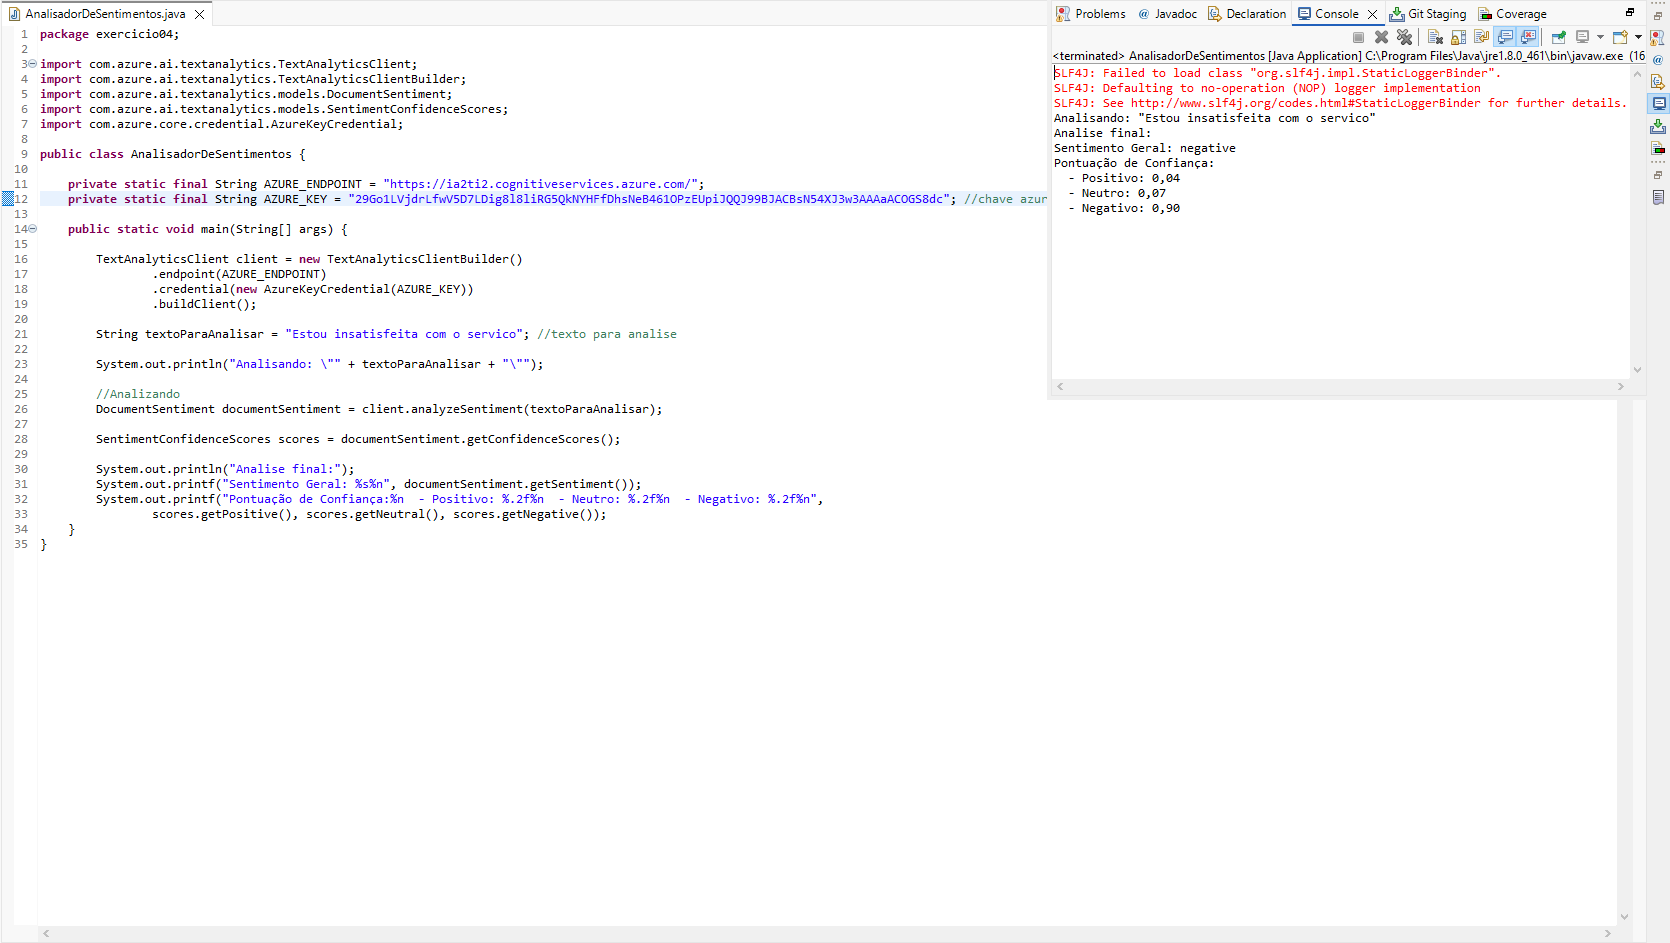 AnalisadorDeSentimentos.java
1 package exercicio04;
2
3 import com.azure.ai.textanalytics.TextAnalyticsClient;
4 import com.azure.ai.textanalytics.TextAnalyticsClientBuilder;
5 import com.azure.ai.textanalytics.models.DocumentSentiment;
6 import com.azure.ai.textanalytics.models.SentimentConfidenceScores;
7 import com.azure.core.credential.AzureKeyCredential;
8
9 public class AnalisadorDeSentimentos {
10
11 private static final String AZURE_ENDPOINT = "https://ia2ti2.cognitiveservices.azure.com/";
12 private static final String AZURE_KEY = "29Go1LVjdrLfwV5D7LDig8l8liRG5QkNYHFfDhsNeB461OPzEUpiJQQJ99BJACBsN54XJ3w3AAAaACOGS8dc"; //chave azur
13
14 public static void main(String[] args) {
15
16 TextAnalyticsClient client = new TextAnalyticsClientBuilder()
17 .endpoint(AZURE_ENDPOINT)
18 .credential(new AzureKeyCredential(AZURE_KEY))
19 .buildClient();
20
21 String textoParaAnalisar = "Estou insatisfeita com o servico"; //texto para analise
22
23 System.out.println("Analisando: \"" + textoParaAnalisar + "\"");
24
25 //Analizando
26 DocumentSentiment documentSentiment = client.analyzeSentiment(textoParaAnalisar);
27
28 SentimentConfidenceScores scores = documentSentiment.getConfidenceScores();
29
30 System.out.println("Analise final:");
31 System.out.printf("Sentimento Geral: %s%n", documentSentiment.getSentiment());
32 System.out.printf("Pontuação de Confiança:%n  - Positivo: %.2f%n  - Neutro: %.2f%n  - Negativo: %.2f%n",
33 scores.getPositive(), scores.getNeutral(), scores.getNegative());
34 }
35 }
Problems @ Javadoc Declaration Console Git Staging Coverage
<terminated> AnalisadorDeSentimentos [Java Application] C:\Program Files\Java\jre1.8.0_461\bin\javaw.exe (16
SLF4J: Failed to load class "org.slf4j.impl.StaticLoggerBinder".
SLF4J: Defaulting to no-operation (NOP) logger implementation
SLF4J: See http://www.slf4j.org/codes.html#StaticLoggerBinder for further details.
Analisando: "Estou insatisfeita com o servico"
Analise final:
Sentimento Geral: negative
Pontuação de Confiança:
- Positivo: 0,04
- Neutro: 0,07
- Negativo: 0,90